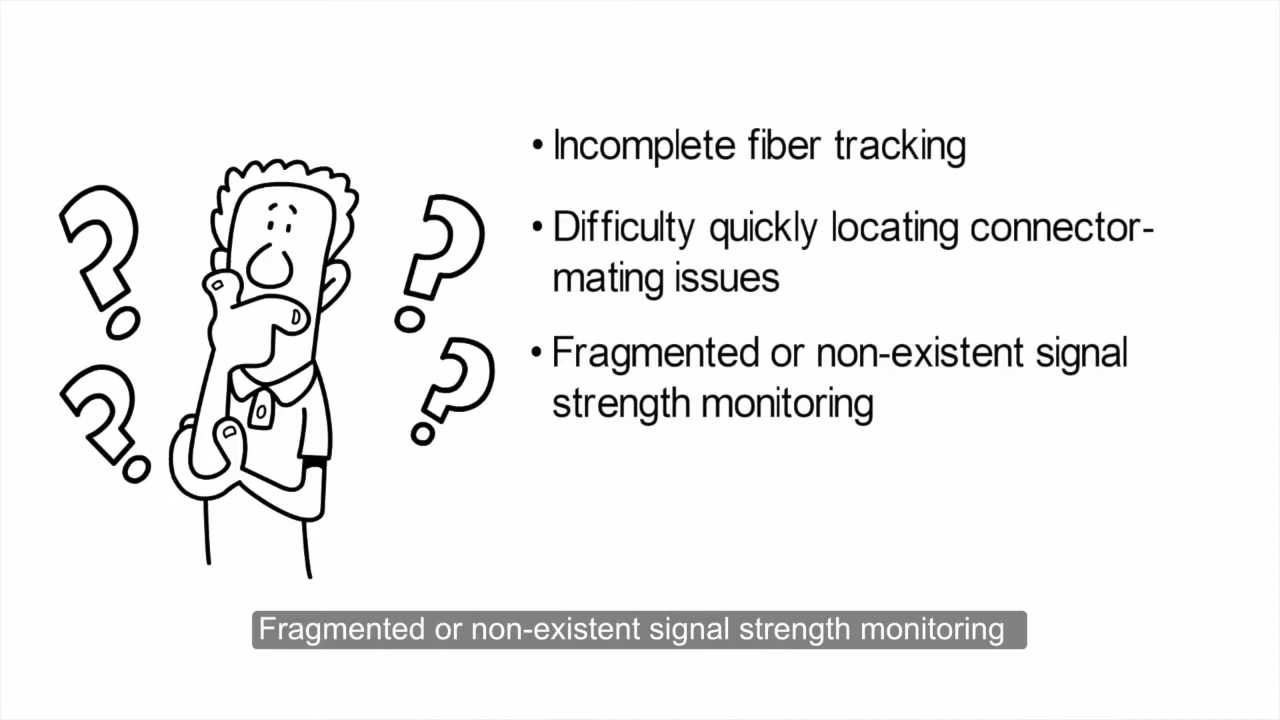 • Incomplete fiber tracking
• Difficulty quickly locating connector-
mating issues
• Fragmented or non-existent signal
strength monitoring
Fragmented or non-existent signal strength monitoring